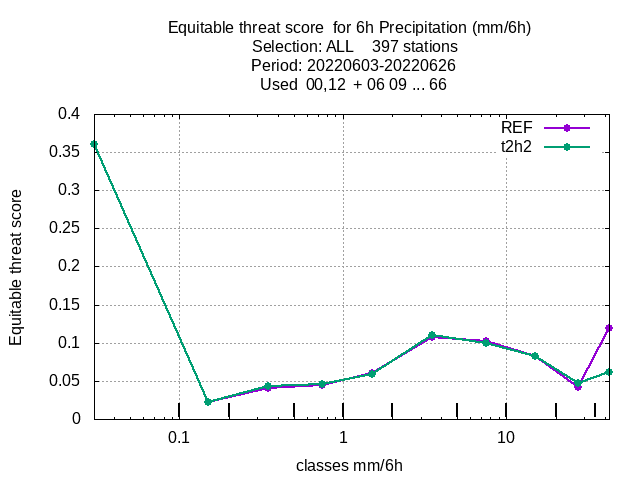 Equitable threat score  for 6h Precipitation (mm/6h)
Selection: ALL    397 stations
Period: 20220603-20220626
Used  00,12  + 06 09 ... 66
REF
t2h2
Equitable threat score
0.4
0.35
0.3
0.25
0.2
0.15
0.1
0.05
0
0.1
1
10
classes mm/6h